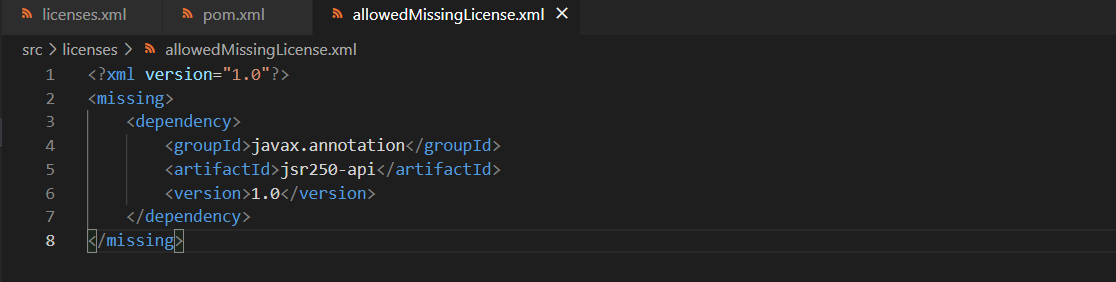 licenses.xml pom.xml allowedMissingLicense.xml
src > licenses > allowedMissingLicense.xml
1 <?xml version="1.0"?>
2 <missing>
3 <dependency>
4 <groupId>javax.annotation</groupId>
5 <artifactId>jsr250-api</artifactId>
6 <version>1.0</version>
7 </dependency>
8 </missing>